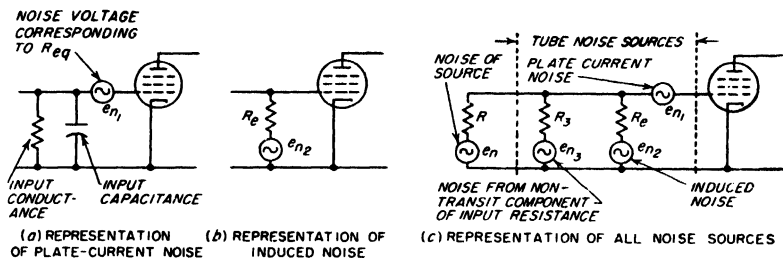 NOISE VOLTAGE
CORRESPONDING
TO Req
en1
INPUT
CONDUCT-
ANCE
INPUT
CAPACITANCE
(a) REPRESENTATION
OF PLATE-CURRENT NOISE
Re
en2
(b) REPRESENTATION OF
INDUCED NOISE
TUBE NOISE SOURCES
NOISE OF
SOURCE
PLATE CURRENT
NOISE
en1
R
R3
Re
en
en3
en2
NOISE FROM NON-
TRANSIT COMPONENT
OF INPUT RESISTANCE
INDUCED
NOISE
(c) REPRESENTATION OF ALL NOISE SOURCES